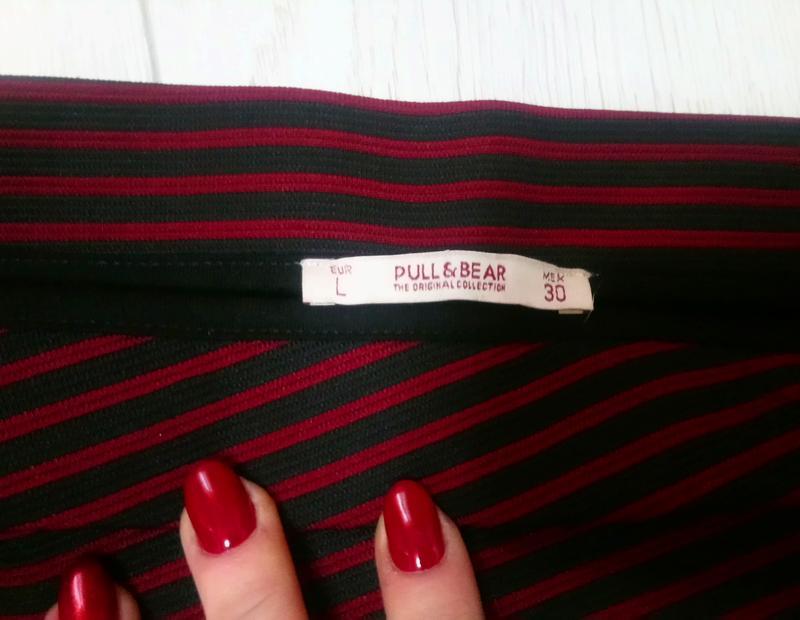 EUR
L
PULL&BEAR
THE ORIGINAL COLLECTION
MEX
30